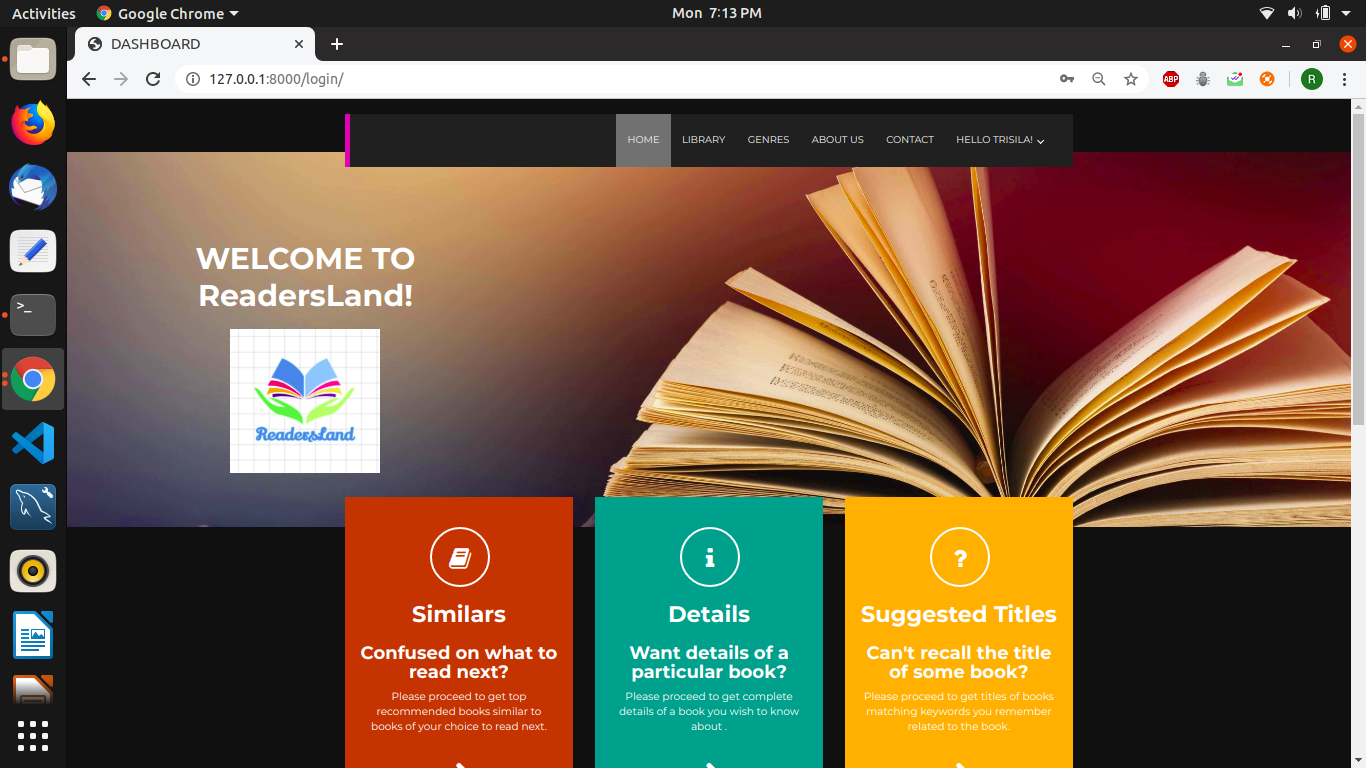 Activities
Google Chrome
Mon 7:13 PM
DASHBOARD
127.0.0.1:8000/login/
ABP
R
HOME
LIBRARY
GENRES
ABOUT US
CONTACT
HELLO TRISILA!
WELCOME TO
ReadersLand!
ReadersLand
Similars
Confused on what to
read next?
Please proceed to get top
recommended books similar to
books of your choice to read next.
Details
Want details of a
particular book?
Please proceed to get complete
details of a book you wish to know
about .
?
Suggested Titles
Can't recall the title
of some book?
Please proceed to get titles of books
matching keywords you remember
related to the book.